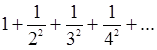 1 + 1/2² + 1/3² + 1/4² + ...